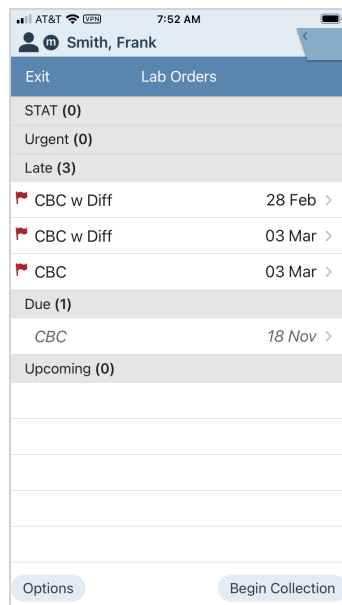 AT&T VPN 7:52 AM
m Smith, Frank
Exit Lab Orders
STAT (0)
Urgent (0)
Late (3)
CBC w Diff 28 Feb
CBC w Diff 03 Mar
CBC 03 Mar
Due (1)
CBC 18 Nov
Upcoming (0)
Options Begin Collection